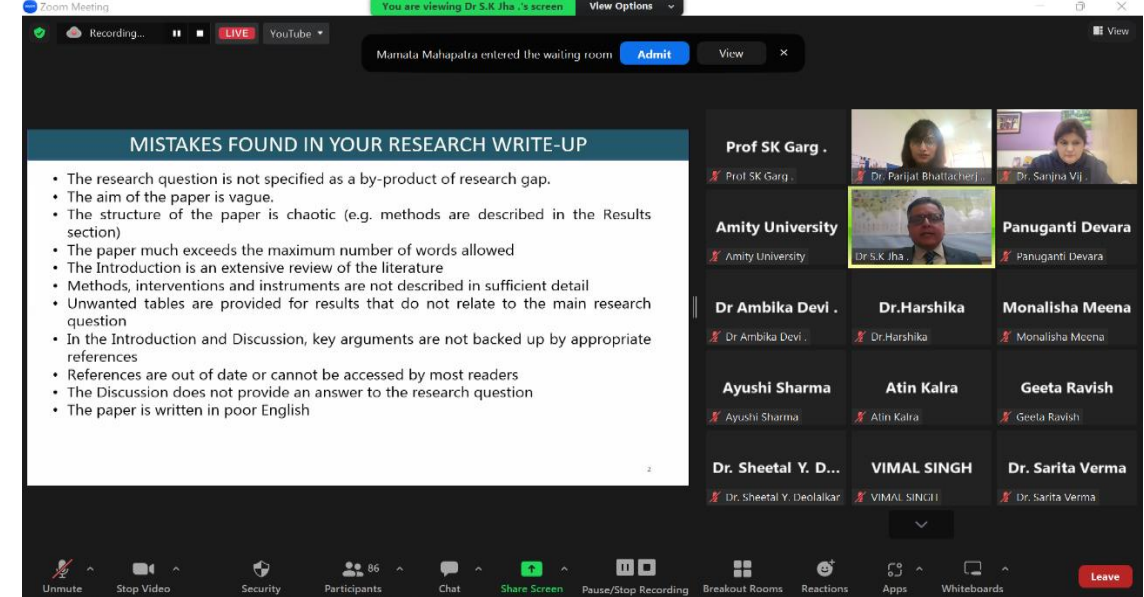 Zoom Meeting
You are viewing Dr S.K Jha .'s screen
View Options
Recording...
LIVE
YouTube
View
Mamata Mahapatra entered the waiting room
Admit
View
MISTAKES FOUND IN YOUR RESEARCH WRITE-UP
• The research question is not specified as a by-product of research gap.
• The aim of the paper is vague.
• The structure of the paper is chaotic (e.g. methods are described in the Results
section)
• The paper much exceeds the maximum number of words allowed
• The Introduction is an extensive review of the literature
• Methods, interventions and instruments are not described in sufficient detail
• Unwanted tables are provided for results that do not relate to the main research
question
• In the Introduction and Discussion, key arguments are not backed up by appropriate
references
• References are out of date or cannot be accessed by most readers
• The Discussion does not provide an answer to the research question
• The paper is written in poor English
2
Prof SK Garg .
Prof SK Garg .
Dr. Parijat Bhattacherj...
Dr. Sanjna Vij .
Amity University
Amity University
Dr S.K Jha .
Panuganti Devara
Panuganti Devara
Dr Ambika Devi .
Dr Ambika Devi .
Dr.Harshika
Dr.Harshika
Monalisha Meena
Monalisha Meena
Ayushi Sharma
Ayushi Sharma
Atin Kalra
Atin Kalra
Geeta Ravish
Geeta Ravish
Dr. Sheetal Y. D...
Dr. Sheetal Y. Deolalkar
VIMAL SINGH
VIMAL SINGH
Dr. Sarita Verma
Dr. Sarita Verma
Unmute
Stop Video
Security
86
Participants
Chat
Share Screen
Pause/Stop Recording
Breakout Rooms
Reactions
Apps
Whiteboards
Leave